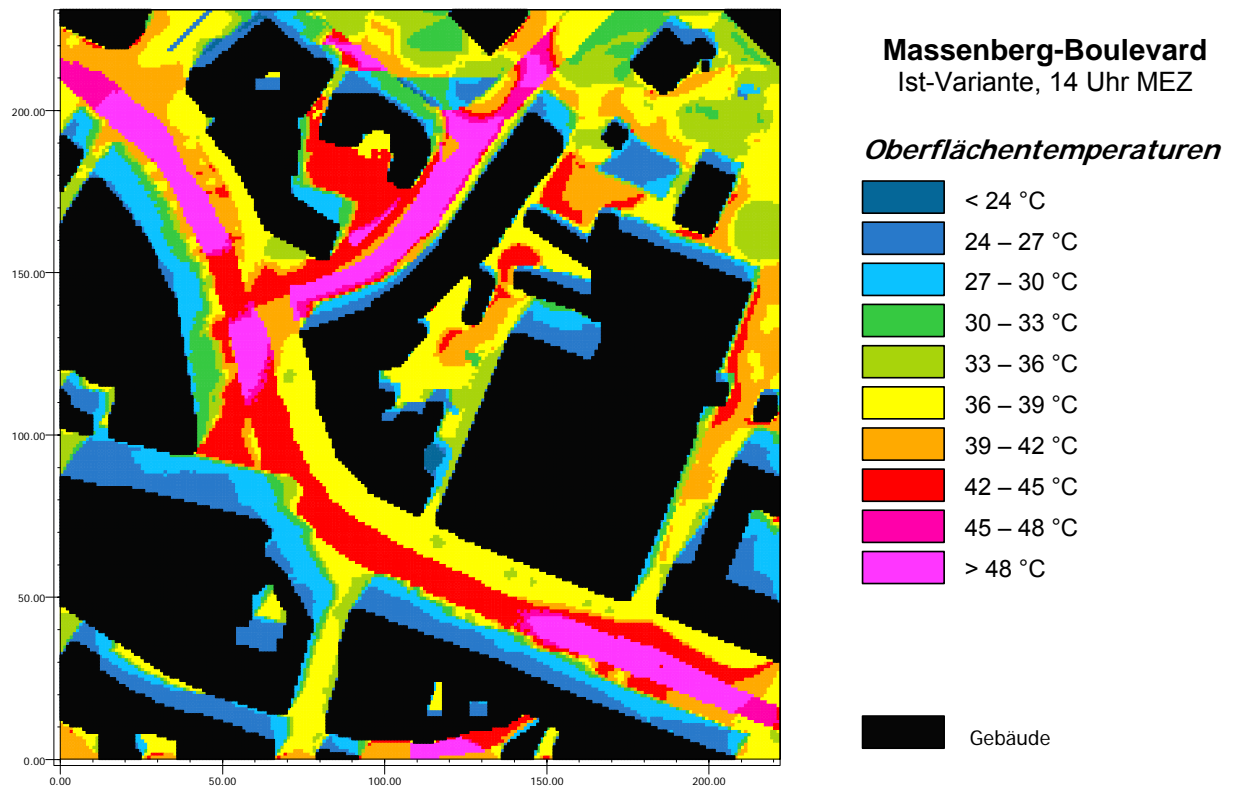 Massenberg-Boulevard
Ist-Variante, 14 Uhr MEZ
Oberflächentemperaturen
< 24 °C
24 – 27 °C
27 – 30 °C
30 – 33 °C
33 – 36 °C
36 – 39 °C
39 – 42 °C
42 – 45 °C
45 – 48 °C
> 48 °C
Gebäude
200.00
150.00
100.00
50.00
0.00
0.00 50.00 100.00 150.00 200.00